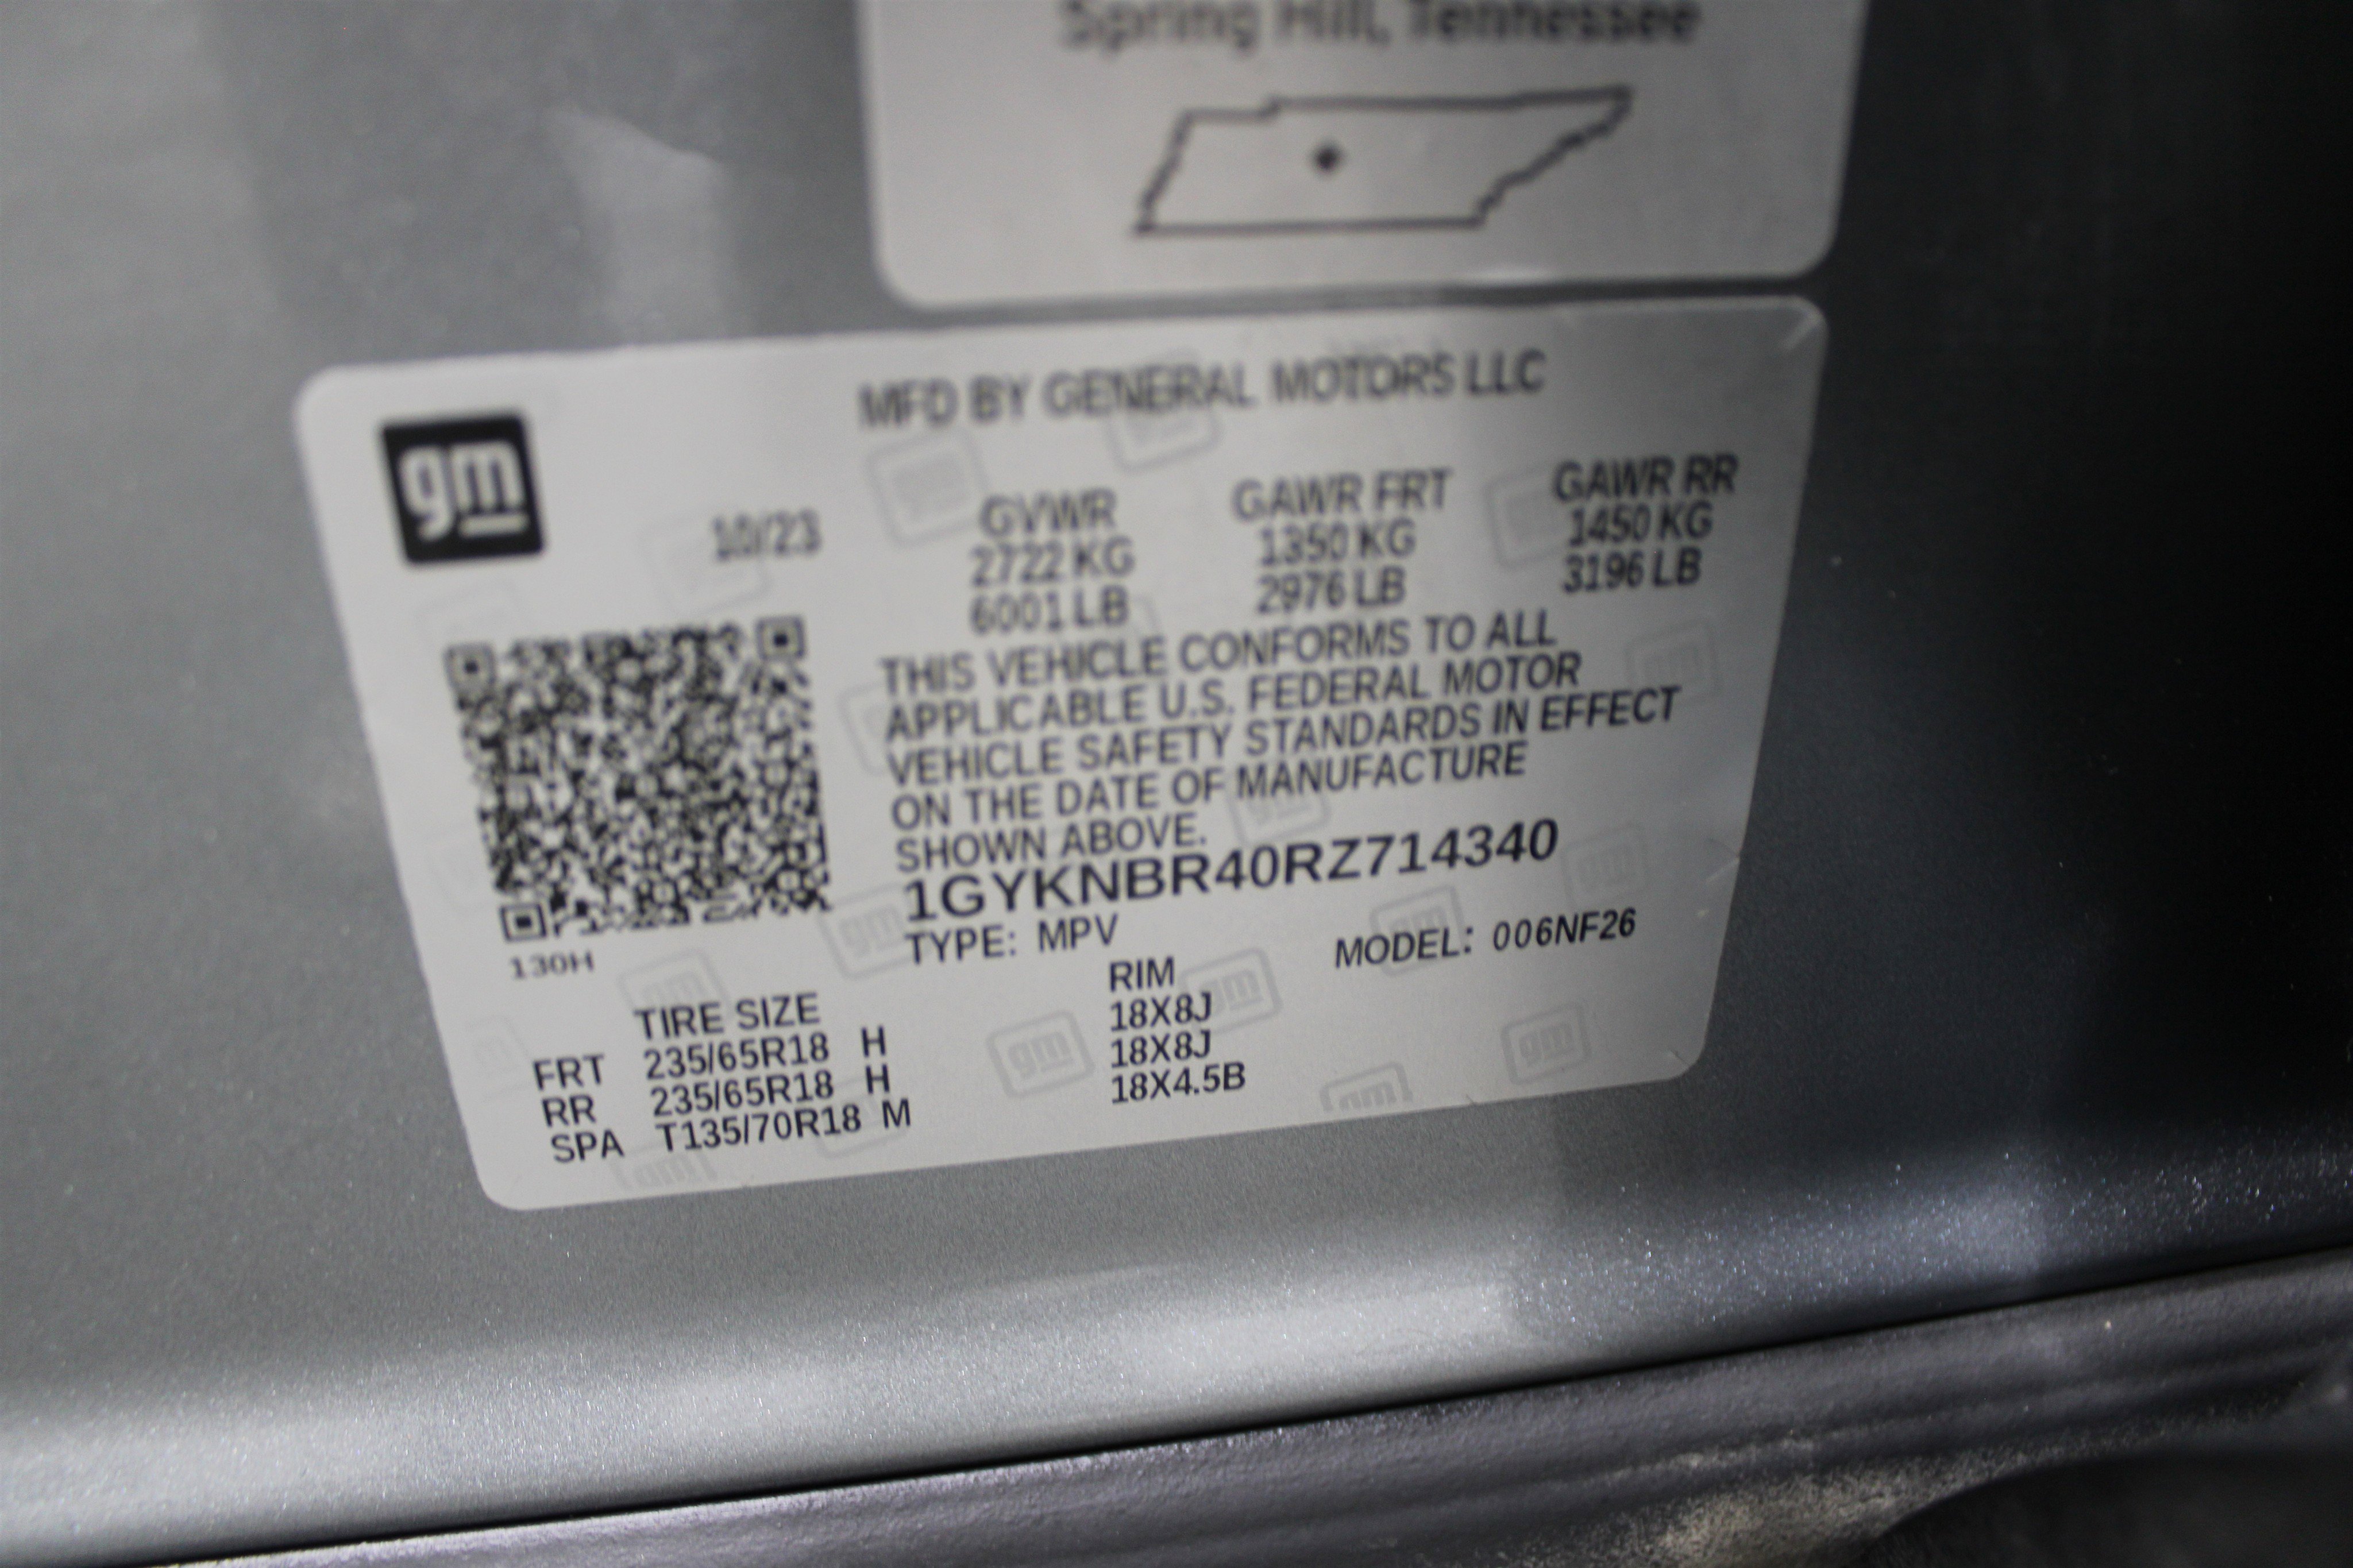 Spring Hill, Tennessee
gm
MFD BY GENERAL MOTORS LLC
10/23 GVWR GAWR FRT GAWR RR
2722 KG 1350 KG 1450 KG
6001 LB 2976 LB 3196 LB
THIS VEHICLE CONFORMS TO ALL
APPLICABLE U.S. FEDERAL MOTOR
VEHICLE SAFETY STANDARDS IN EFFECT
ON THE DATE OF MANUFACTURE
SHOWN ABOVE.
1GYKNBR40RZ714340
TYPE: MPV MODEL: 006NF26
130H
TIRE SIZE RIM
FRT 235/65R18 H 18X8J
RR 235/65R18 H 18X8J
SPA T135/70R18 M 18X4.5B